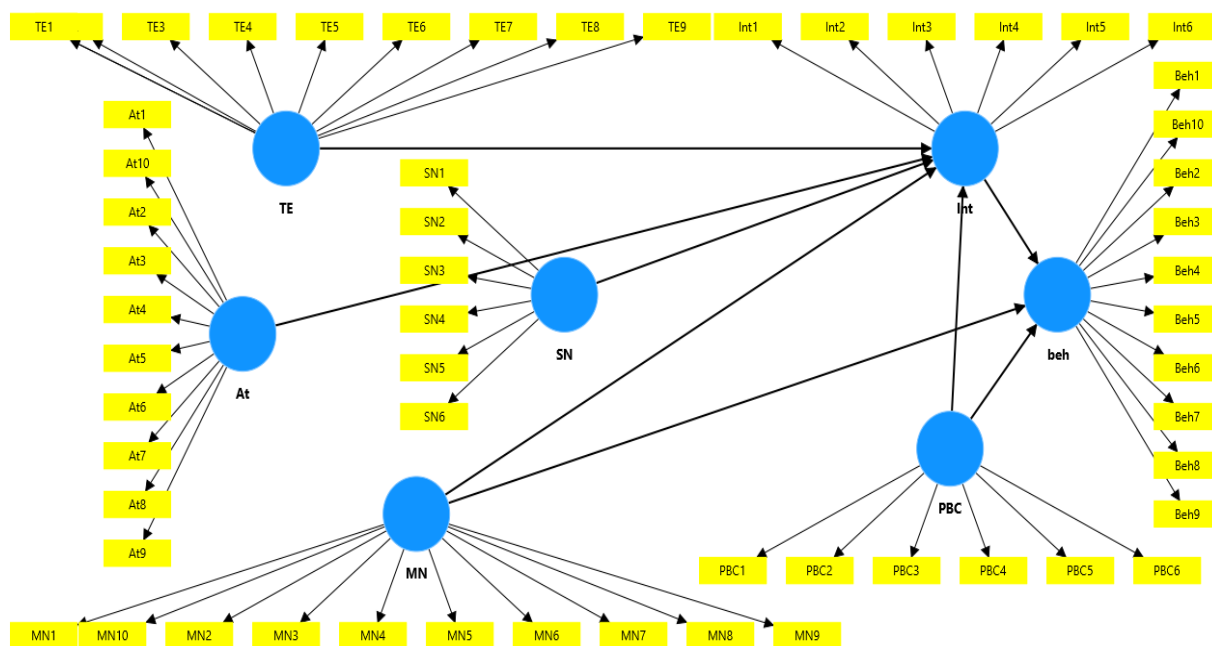 TE1 TE3 TE4 TE5 TE6 TE7 TE8 TE9 Int1 Int2 Int3 Int4 Int5 Int6
Beh1
At1
Beh10
At10
SN1
Beh2
TE
Int
At2
SN2
Beh3
At3
SN3
Beh4
At4
SN4
Beh5
SN
beh
At5
SN5
Beh6
At
At6
SN6
Beh7
At7
Beh8
At8
PBC
Beh9
At9
MN
PBC1 PBC2 PBC3 PBC4 PBC5 PBC6
MN1 MN10 MN2 MN3 MN4 MN5 MN6 MN7 MN8 MN9